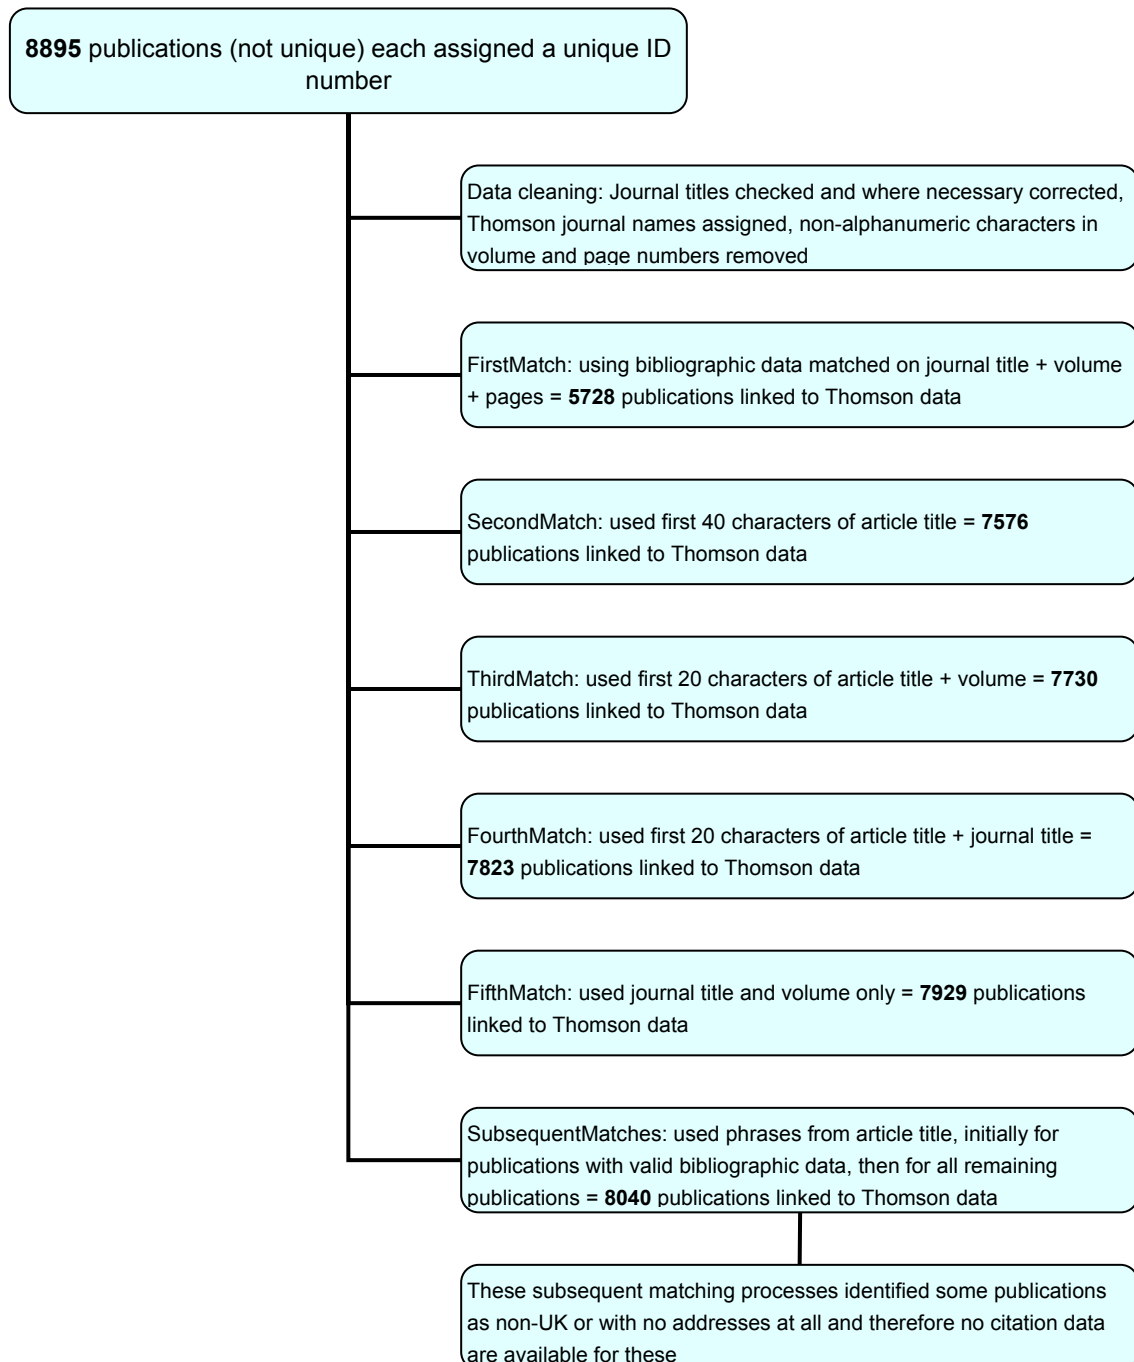 8895 publications (not unique) each assigned a unique ID
number
Data cleaning: Journal titles checked and where necessary corrected,
Thomson journal names assigned, non-alphanumeric characters in
volume and page numbers removed
FirstMatch: using bibliographic data matched on journal title + volume
+ pages = 5728 publications linked to Thomson data
SecondMatch: used first 40 characters of article title = 7576
publications linked to Thomson data
ThirdMatch: used first 20 characters of article title + volume = 7730
publications linked to Thomson data
FourthMatch: used first 20 characters of article title + journal title =
7823 publications linked to Thomson data
FifthMatch: used journal title and volume only = 7929 publications
linked to Thomson data
SubsequentMatches: used phrases from article title, initially for
publications with valid bibliographic data, then for all remaining
publications = 8040 publications linked to Thomson data
These subsequent matching processes identified some publications
as non-UK or with no addresses at all and therefore no citation data
are available for these